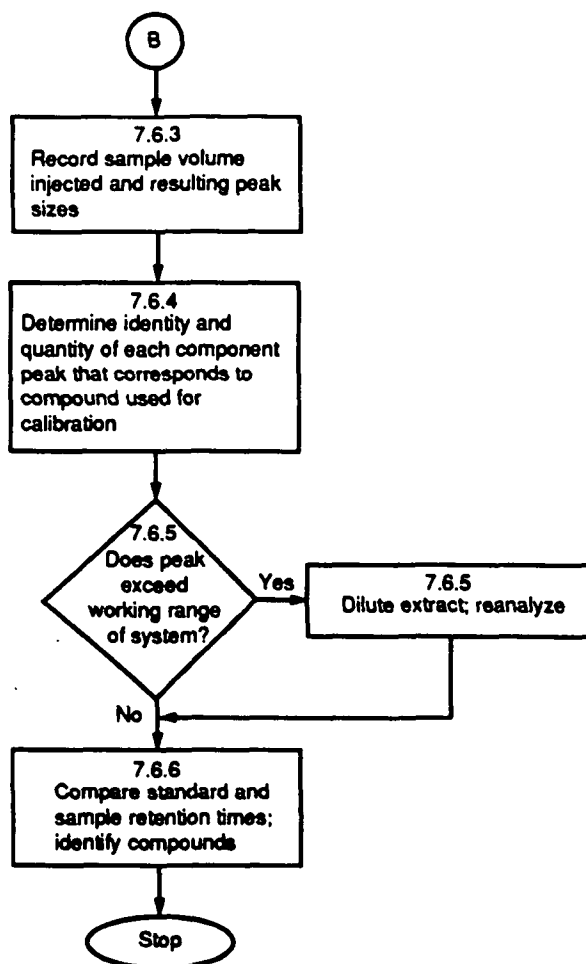 B
7.6.3
Record sample volume
injected and resulting peak
sizes
7.6.4
Determine identity and
quantity of each component
peak that corresponds to
compound used for
calibration
7.6.5
Does peak
exceed
working range
of system?
Yes
7.6.5
Dilute extract; reanalyze
No
7.6.6
Compare standard and
sample retention times;
identify compounds
Stop